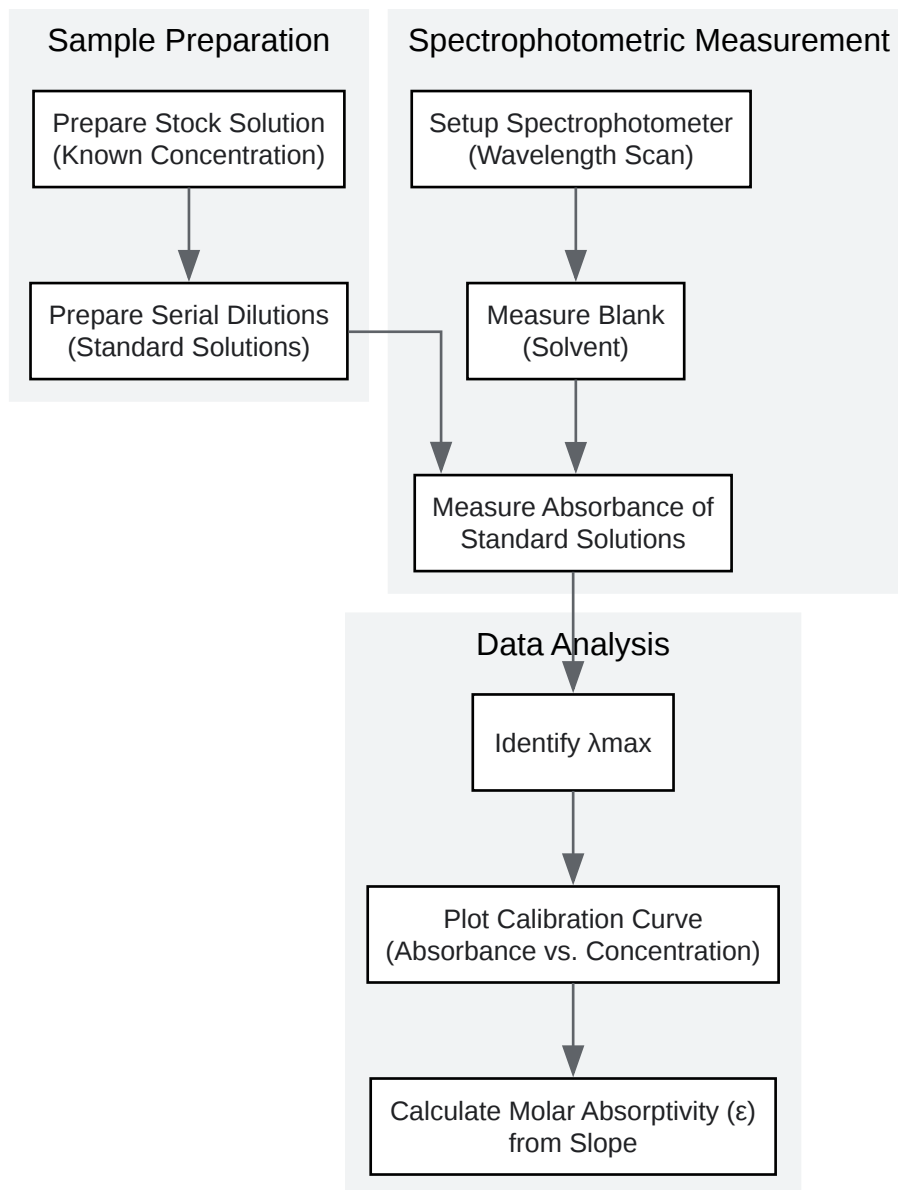 Sample Preparation
Prepare Stock Solution
(Known Concentration)
Prepare Serial Dilutions
(Standard Solutions)
Spectrophotometric Measurement
Setup Spectrophotometer
(Wavelength Scan)
Measure Blank
(Solvent)
Measure Absorbance of
Standard Solutions
Data Analysis
Identify λmax
Plot Calibration Curve
(Absorbance vs. Concentration)
Calculate Molar Absorptivity (ε)
from Slope